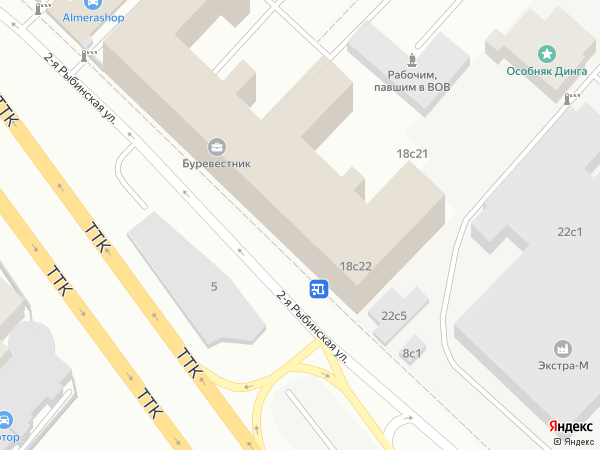 Almerashop
2-я Рыбинская ул.
Рабочим,
павшим в ВОВ
Особняк Динга
ТТК
Буревестник
18с21
ТТК
22с1
ТТК
18с22
5
2-я Рыбинская ул.
22с5
8с1
ТТК
Экстра-М
ТТК
отор
Яндекс
© Яндекс